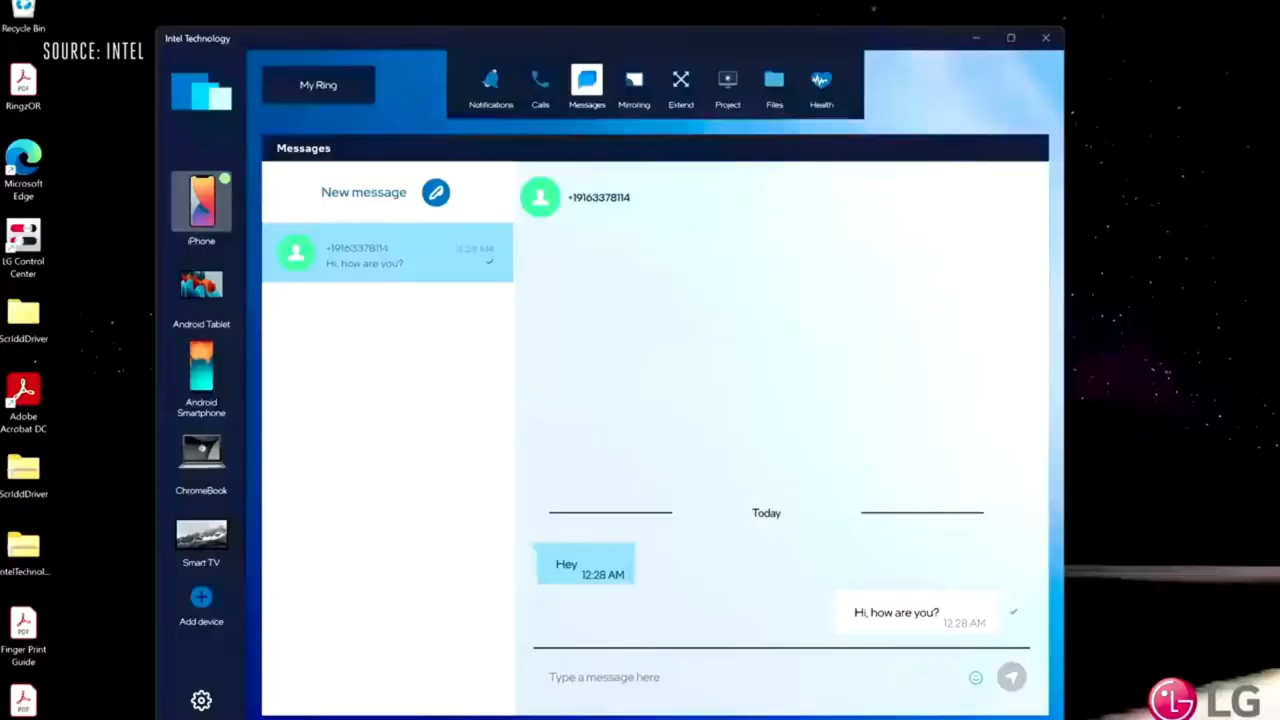 Recycle Bin
SOURCE: INTEL
RingzOR
Microsoft
Edge
LG Control
Center
ScrIddDriver
Adobe
Acrobat DC
ScrIddDriver
IntelTechnol...
Finger Print
Guide
Intel Technology
My Ring
Notifications
Calls
Messages
Mirroring
Extend
Project
Files
Health
iPhone
Android Tablet
Android
Smartphone
ChromeBook
Smart TV
Add device
Messages
New message
+19163378114
12:28 AM
Hi, how are you?
+19163378114
Today
Hey
12:28 AM
Hi, how are you?
12:28 AM
Type a message here
LG